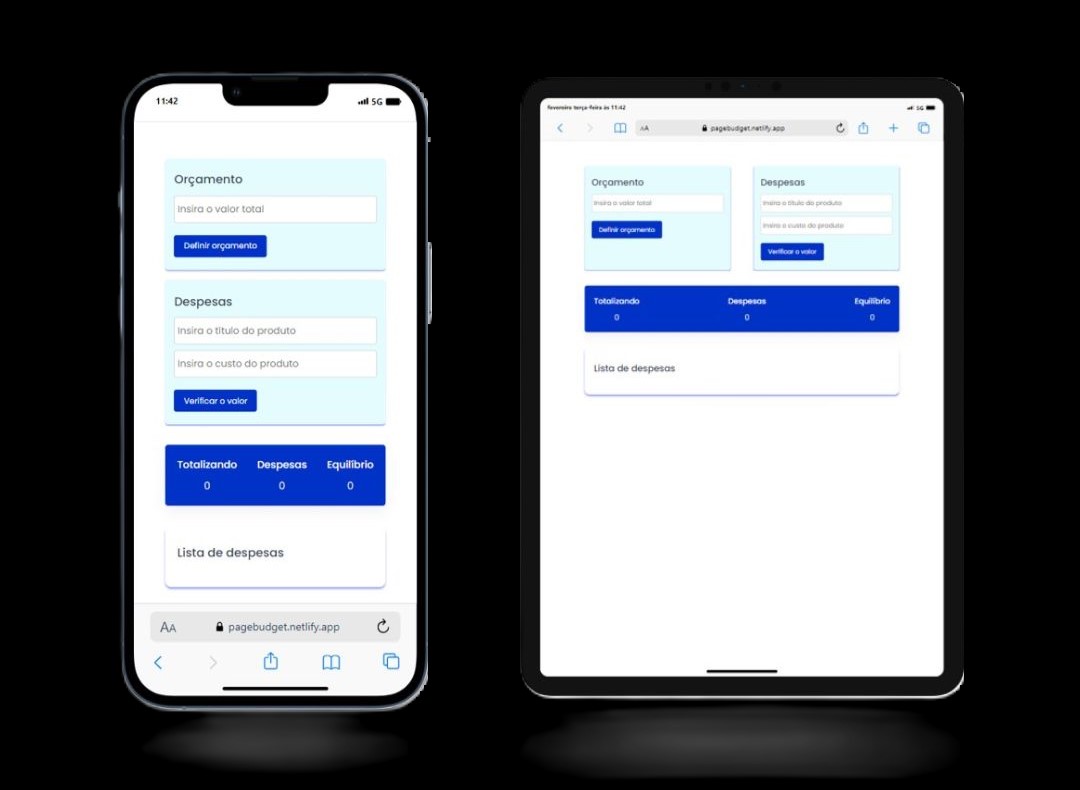 11:42
5G
Orçamento
Insira o valor total
Definir orçamento
Despesas
Insira o título do produto
Insira o custo do produto
Verificar o valor
Totalizando Despesas Equilíbrio
0 0 0
Lista de despesas
AA pagebudget.netlify.app
fevereiro terça-feira às 11:42
5G
AA pagebudget.netlify.app
Orçamento
Insira o valor total
Definir orçamento
Despesas
Insira o título do produto
Insira o custo do produto
Verificar o valor
Totalizando Despesas Equilíbrio
0 0 0
Lista de despesas